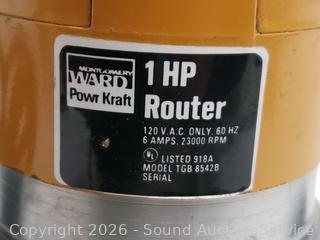 MONTGOMERY
WARD
Powr Kraft
1 HP
Router
120 V.A.C. ONLY. 60 HZ
6 AMPS. 23000 RPM
UL LISTED 918A
MODEL TGB 8542B
SERIAL
Copyright 2026 - Sound Auction Service